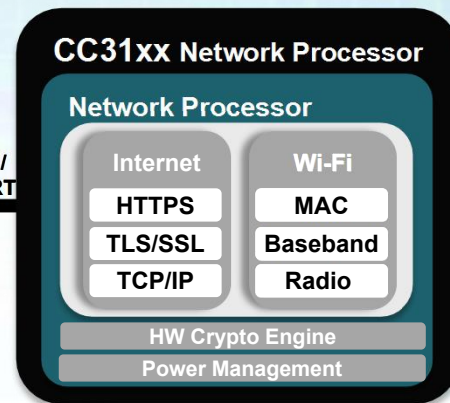 CC31xx Network Processor
Network Processor
Internet
HTTPS
TLS/SSL
TCP/IP
Wi-Fi
MAC
Baseband
Radio
HW Crypto Engine
Power Management
/
RT